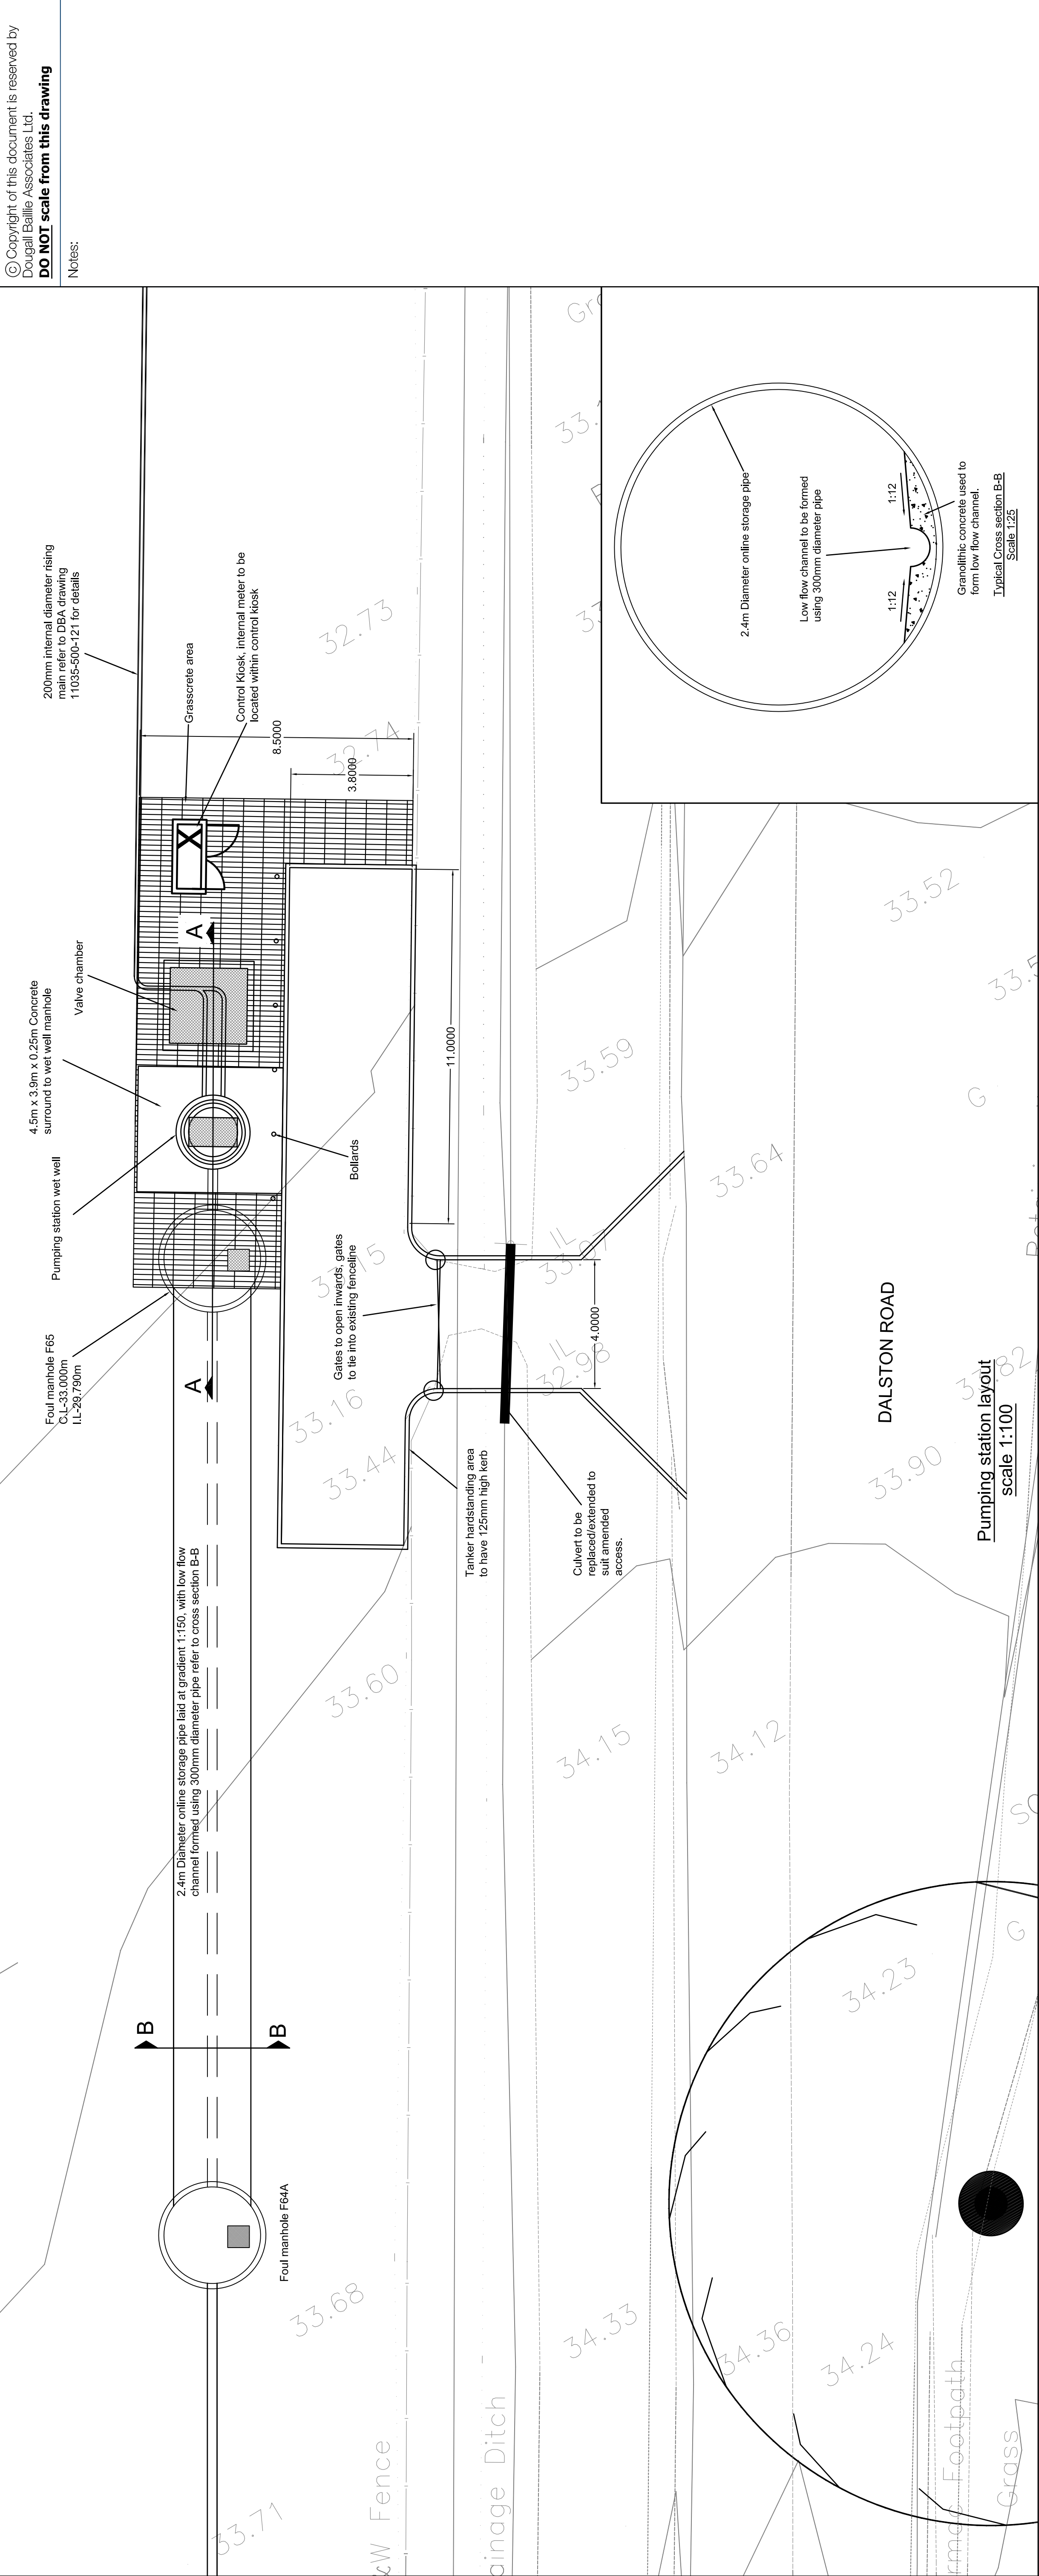 © Copyright of this document is reserved by
Dougall Baillie Associates Ltd.
DO NOT scale from this drawing
Notes:
200mm internal diameter rising
main refer to DBA drawing
11035-500-121 for details
Grasscrete area
Control Kiosk, internal meter to be
located within control kiosk
8.5000
3.8000
4.5m x 3.9m x 0.25m Concrete
surround to wet well manhole
Valve chamber
A
Pumping station wet well
Bollards
11.0000
Foul manhole F65
C.L-33.000m
I.L-29.790m
A
Gates to open inwards, gates
to tie into existing fenceline
4.0000
Tanker hardstanding area
to have 125mm high kerb
Culvert to be
replaced/extended to
suit amended
access.
2.4m Diameter online storage pipe laid at gradient 1:150, with low flow
channel formed using 300mm diameter pipe refer to cross section B-B
B
B
Foul manhole F64A
32.73
32.74
33.15
33.16
33.44
33.60
33.68
33.71
33.59
33.64
IL
IL
32.98
34.15
34.12
34.33
34.36
34.24
34.23
33.90
33.82
33.52
G
G
Fence
Ditch
Footpath
Grass
DALSTON ROAD
Pumping station layout
scale 1:100
2.4m Diameter online storage pipe
Low flow channel to be formed
using 300mm diameter pipe
1:12
1:12
Granolithic concrete used to
form low flow channel.
Typical Cross section B-B
Scale 1:25